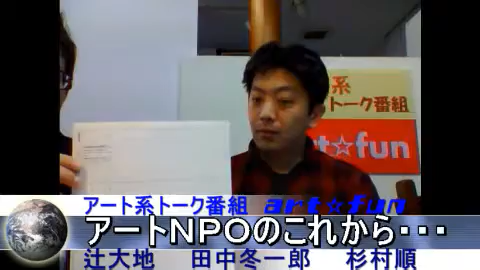 系
トーク番組
art☆fun
アート系トーク番組 art☆fun
アートNPOのこれから・・・
辻大地 田中冬一郎 杉村順